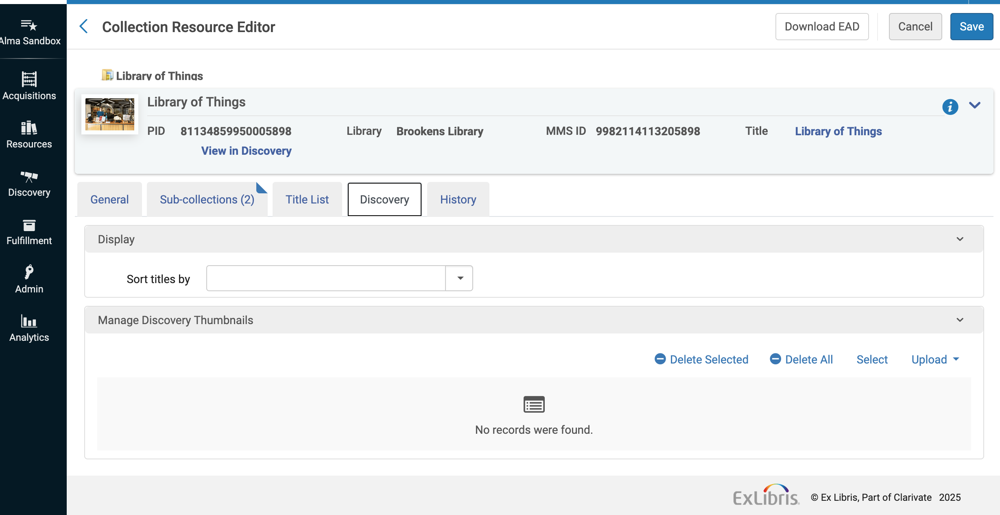 Collection Resource Editor
Download EAD
Cancel
Save
Alma Sandbox
Acquisitions
Resources
Discovery
Fulfillment
Admin
Analytics
Library of Things
Library of Things
PID 81134859950005898 Library Brookens Library MMS ID 9982114113205898 Title Library of Things
View in Discovery
General Sub-collections (2) Title List Discovery History
Display
Sort titles by
Manage Discovery Thumbnails
Delete Selected Delete All Select Upload
No records were found.
ExLibris © Ex Libris, Part of Clarivate 2025